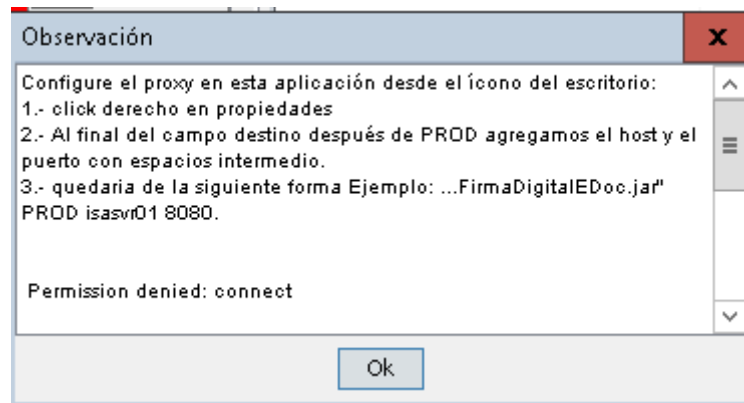 Observación
Configure el proxy en esta aplicación desde el ícono del escritorio:
1.- click derecho en propiedades
2.- Al final del campo destino después de PROD agregamos el host y el
puerto con espacios intermedio.
3.- quedaria de la siguiente forma Ejemplo: ...FirmaDigitalEDoc.jar"
PROD isasvr01 8080.
Permission denied: connect
Ok